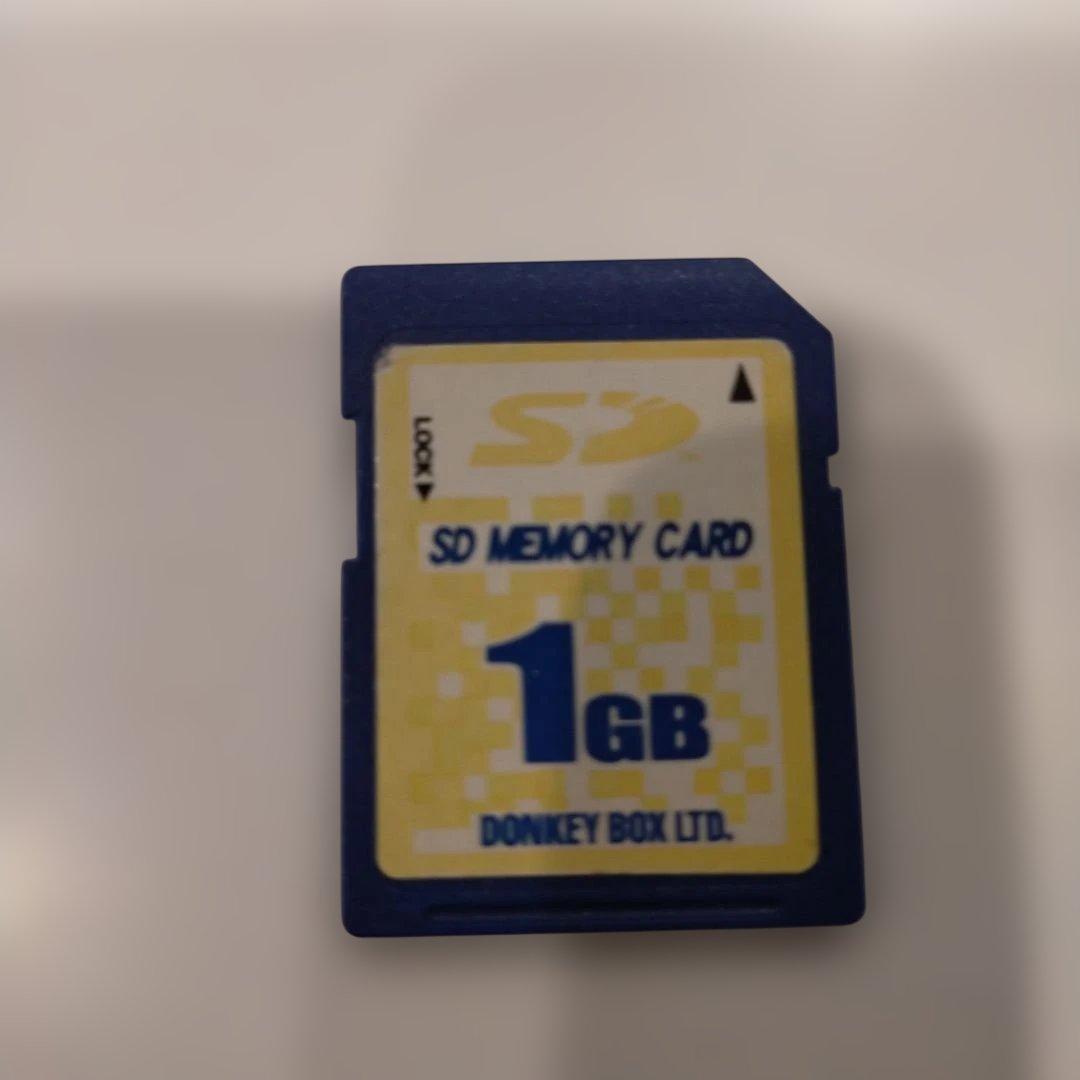 SD
LOCK
SD MEMORY CARD
1GB
DONKEY BOX LTD.